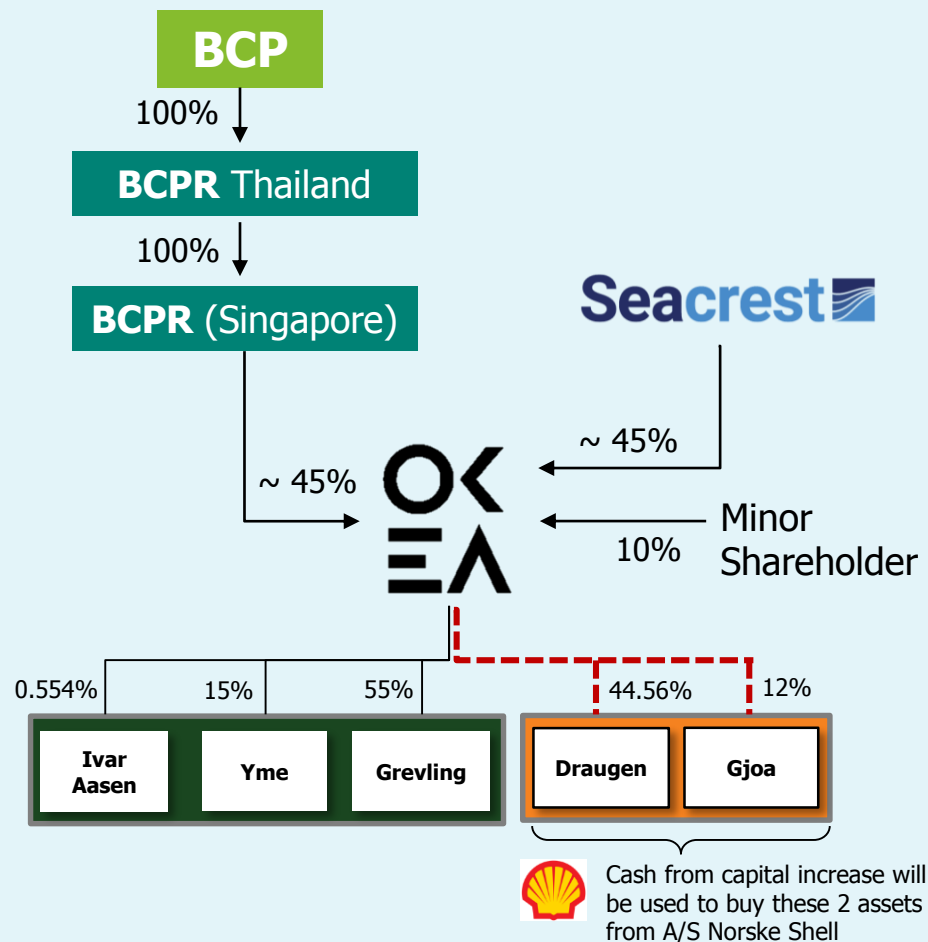 BCP
100%
BCPR Thailand
100%
BCPR (Singapore)
Seacrest
~ 45%
~ 45%
OK
EA
10%
Minor
Shareholder
0.554%
15%
55%
44.56%
12%
Ivar
Aasen
Yme
Grevling
Draugen
Gjoa
Cash from capital increase will
be used to buy these 2 assets
from A/S Norske Shell